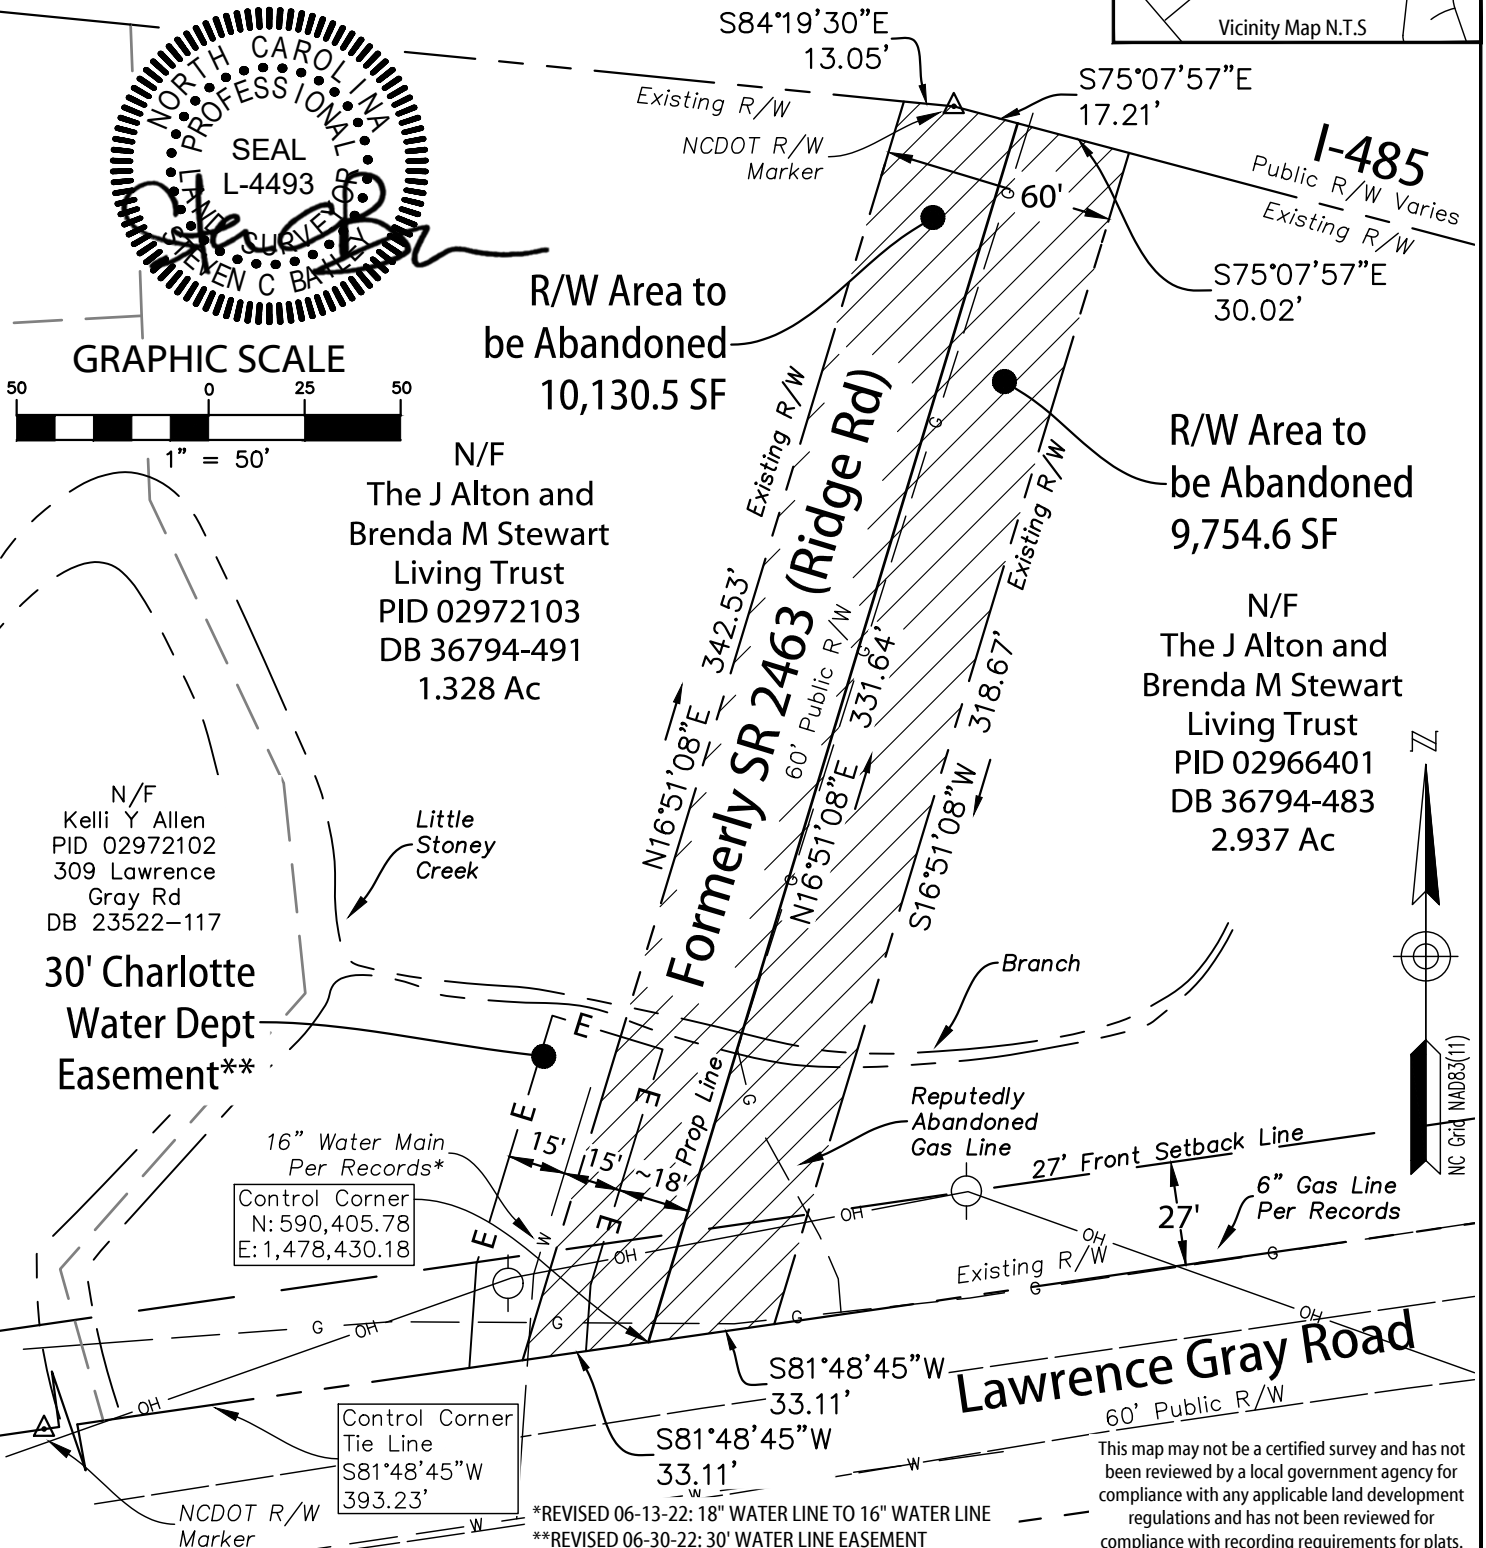 Vicinity Map N.T.S
S84°19'30"E
13.05'
S75°07'57"E
17.21'
Existing R/W
NCDOT R/W
Marker
I-485
Public R/W Varies
Existing R/W
60'
G
S75°07'57"E
30.02'
NORTH CAROLINA
PROFESSIONAL
SEAL
L-4493
LAND SURVEYOR
STEVEN C
R/W Area to
be Abandoned
10,130.5 SF
GRAPHIC SCALE
50 0 25 50
1" = 50'
N/F
The J Alton and
Brenda M Stewart
Living Trust
PID 02972103
DB 36794-491
1.328 Ac
Existing R/W
N16°51'08"E 342.53'
Formerly SR 2463 (Ridge Rd)
60' Public R/W
N16°51'08"E 331.64'
G
G
G
S16°51'08"W 318.67'
Existing R/W
R/W Area to
be Abandoned
9,754.6 SF
N/F
The J Alton and
Brenda M Stewart
Living Trust
PID 02966401
DB 36794-483
2.937 Ac
N
NC Grid NAD83(11)
N/F
Kelli Y Allen
PID 02972102
309 Lawrence
Gray Rd
DB 23522-117
Little
Stoney
Creek
30' Charlotte
Water Dept
Easement**
Branch
E
E
E
E
E
G
15'
15'
~18'
Prop Line
Reputedly
Abandoned
Gas Line
27' Front Setback Line
27'
6" Gas Line
Per Records
16" Water Main
Per Records*
W
Control Corner
N: 590,405.78
E: 1,478,430.18
OH
OH
OH
OH
OH
OH
Existing R/W
G
G
G
G
G
S81°48'45"W
33.11'
S81°48'45"W
33.11'
Lawrence Gray Road
60' Public R/W
Control Corner
Tie Line
S81°48'45"W
393.23'
NCDOT R/W
Marker
W
W
W
*REVISED 06-13-22: 18" WATER LINE TO 16" WATER LINE
**REVISED 06-30-22: 30' WATER LINE EASEMENT
This map may not be a certified survey and has not
been reviewed by a local government agency for
compliance with any applicable land development
regulations and has not been reviewed for
compliance with recording requirements for plats.